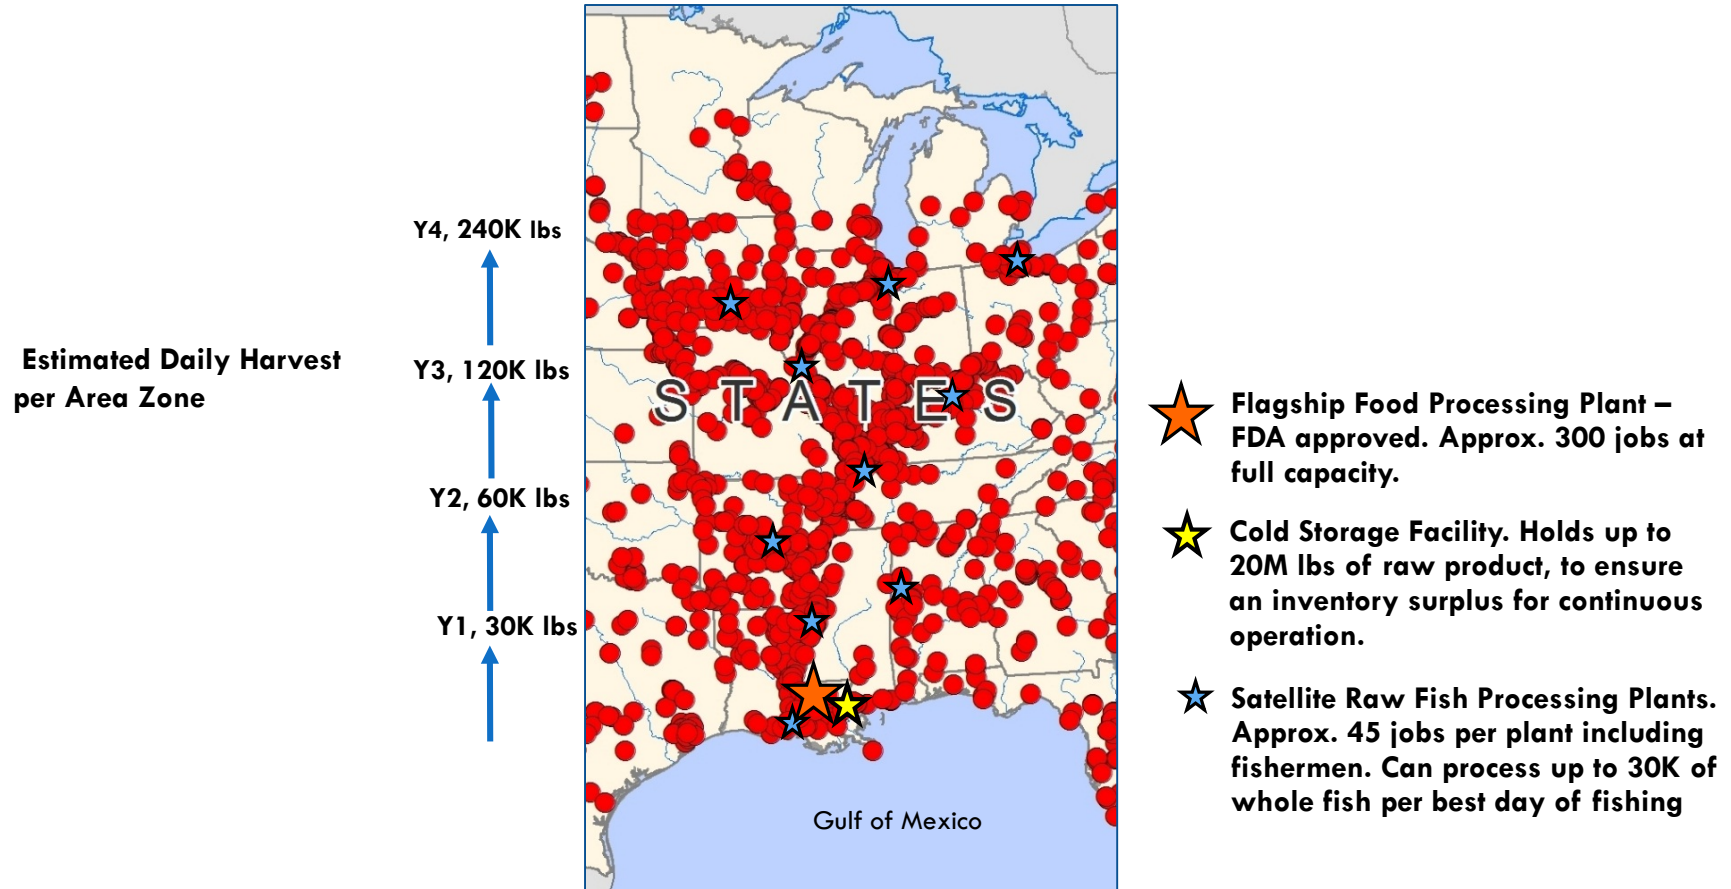 Y4, 240K lbs
Estimated Daily Harvest
per Area Zone
Y3, 120K lbs
Y2, 60K lbs
Y1, 30K lbs
STATES
Gulf of Mexico
Flagship Food Processing Plant –
FDA approved. Approx. 300 jobs at
full capacity.
Cold Storage Facility. Holds up to
20M lbs of raw product, to ensure
an inventory surplus for continuous
operation.
Satellite Raw Fish Processing Plants.
Approx. 45 jobs per plant including
fishermen. Can process up to 30K of
whole fish per best day of fishing